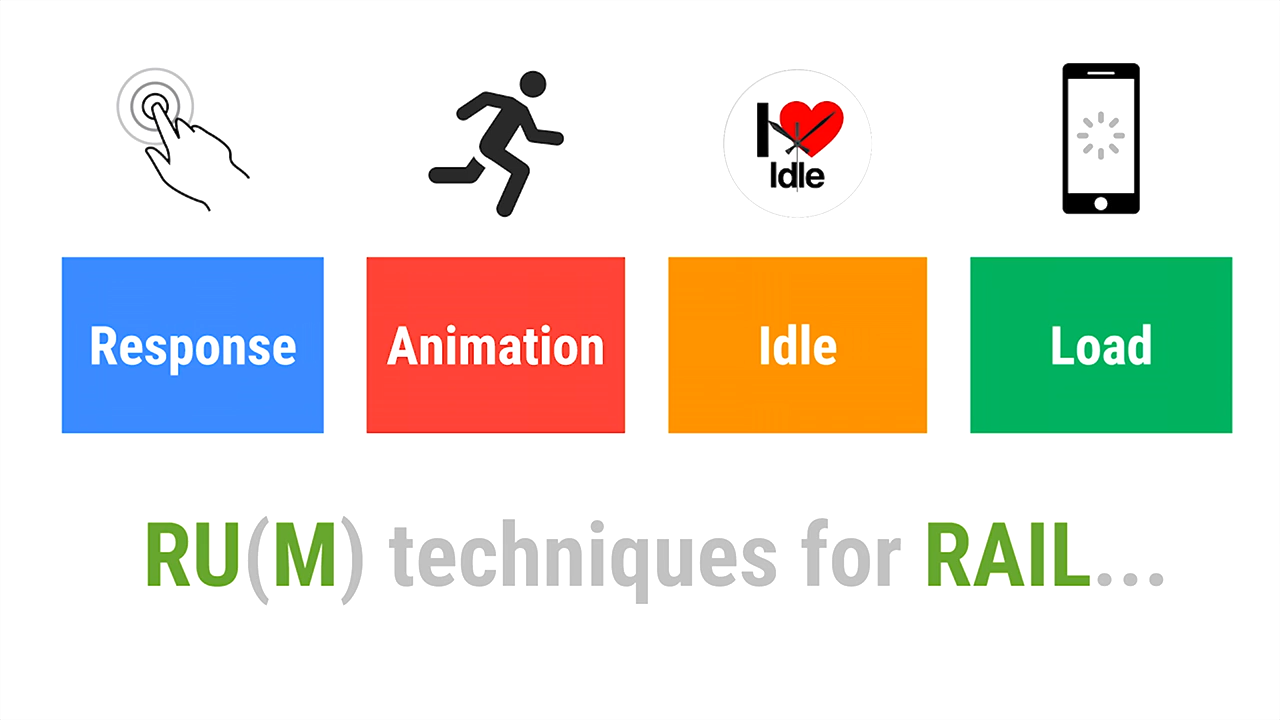 I
Idle
Response
Animation
Idle
Load
RU(M) techniques for RAIL...